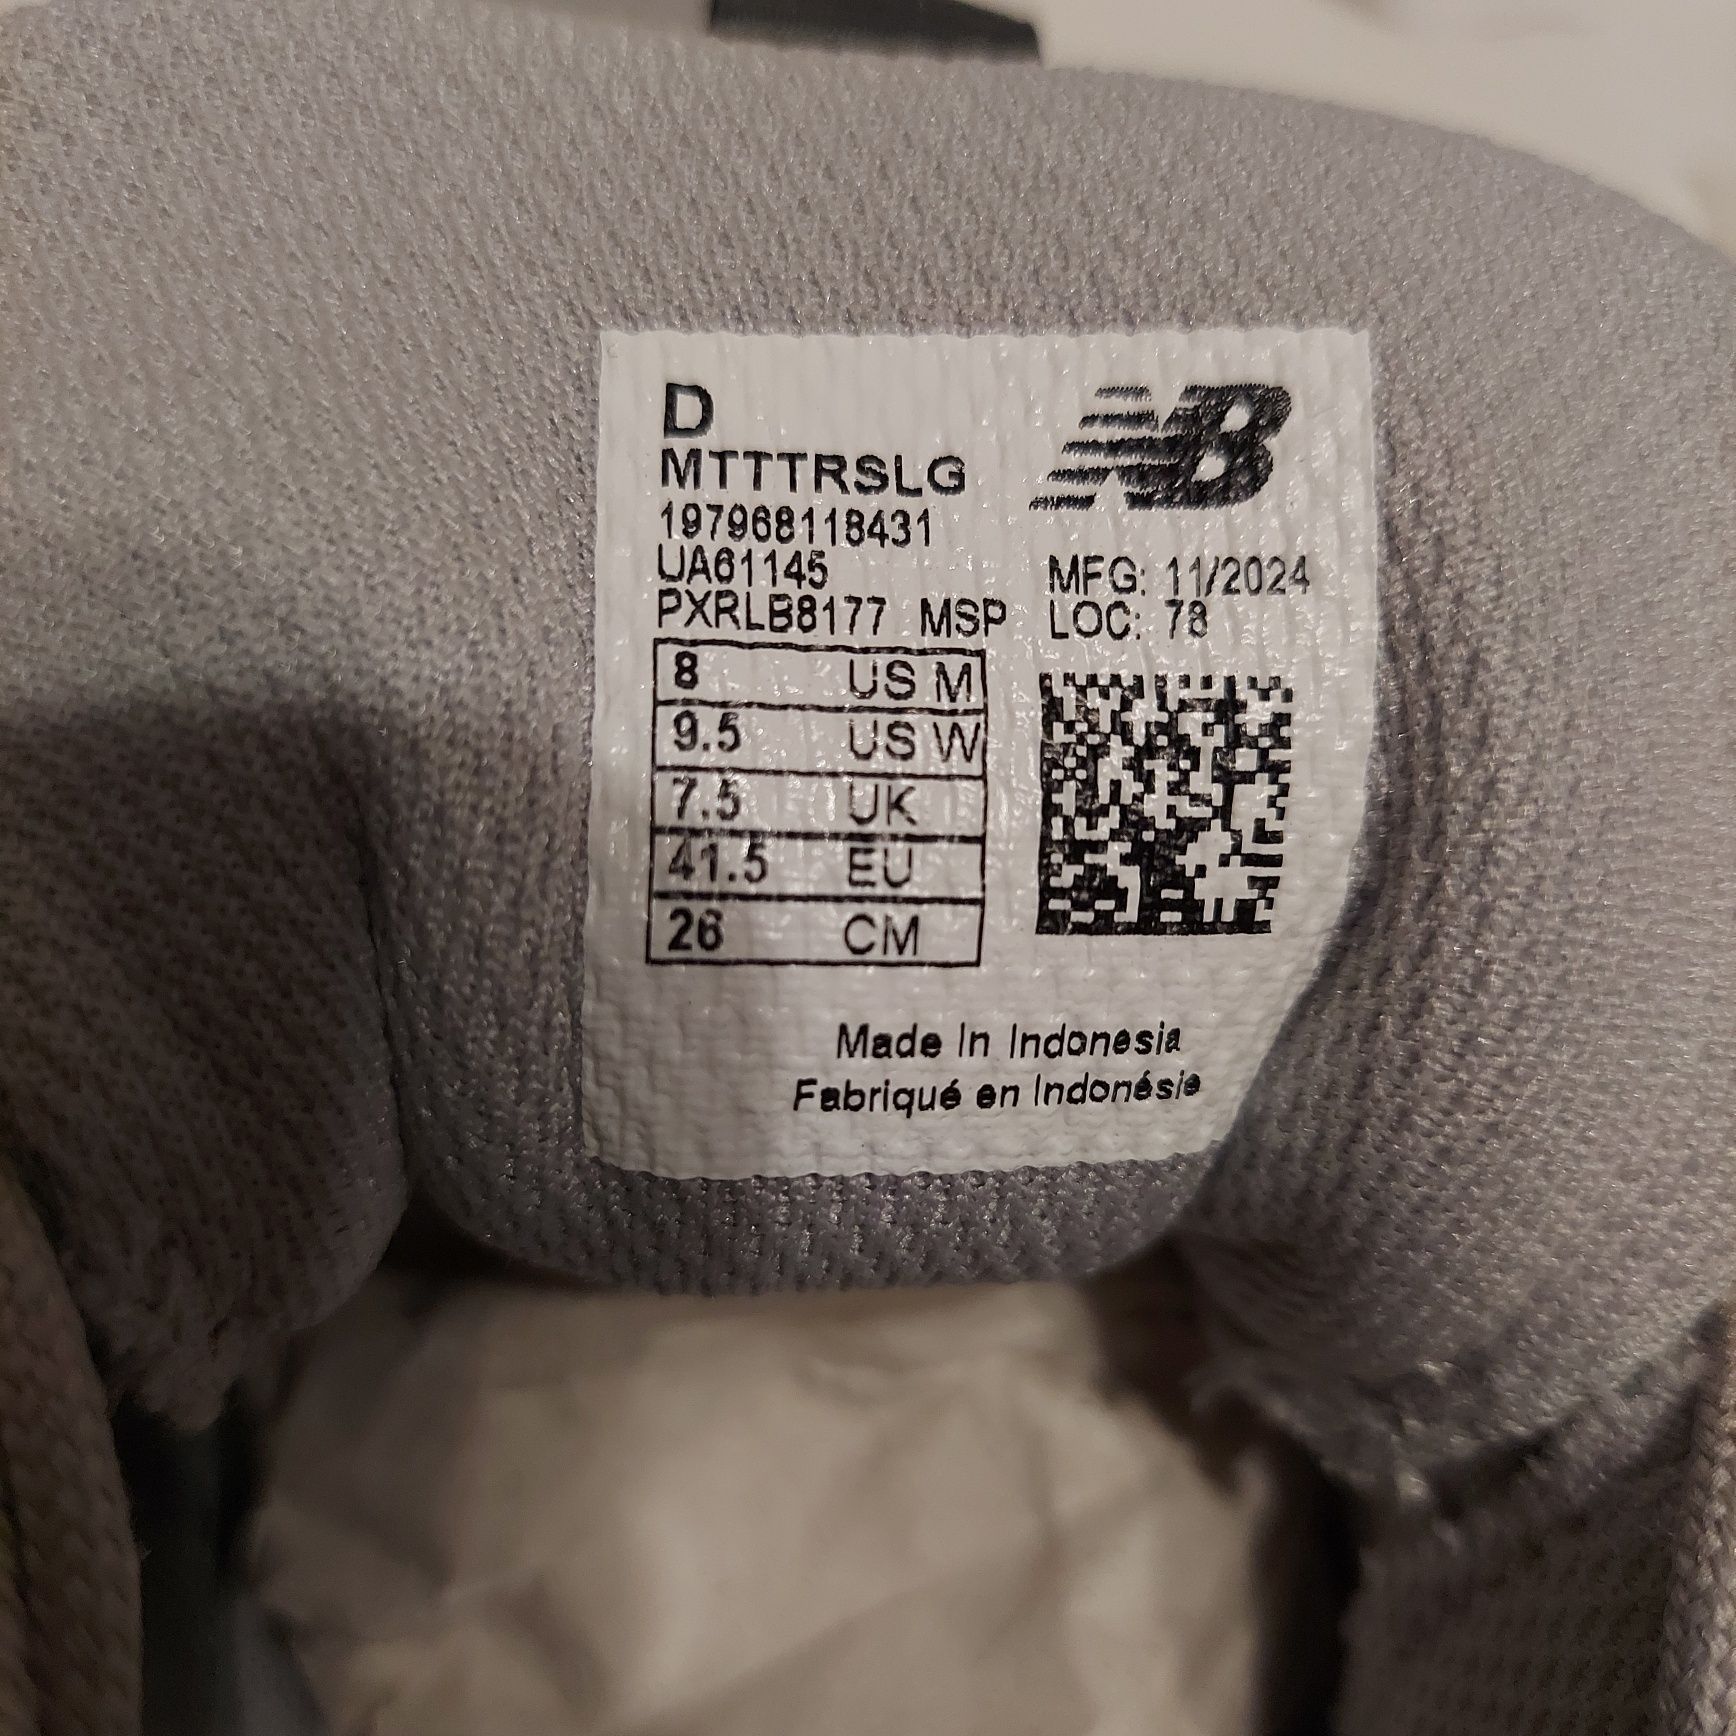 D
NB
MTTTRSLG
197968118431
UA61145
MFG: 11/2024
PXRLB8177 MSP
LOC: 78
8 US M
9.5 US W
7.5 UK
41.5 EU
26 CM
Made In Indonesia
Fabriqué en Indonésie